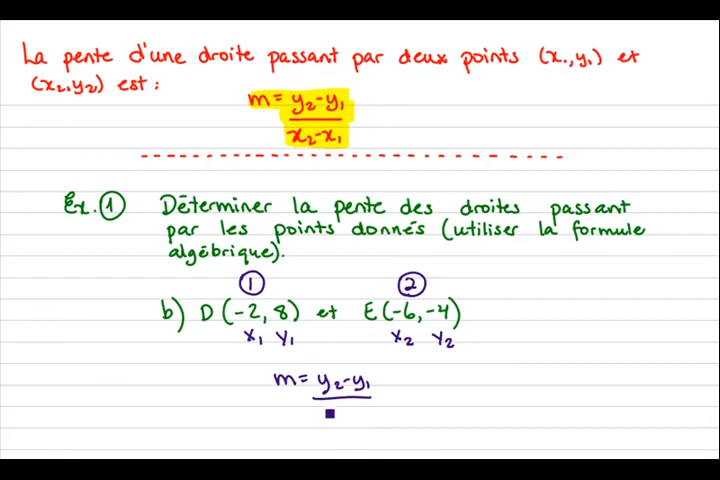 La pente d'une droite passant par deux points (x₁,y₁) et
(x₂,y₂) est:
m = y₂-y₁
x₂-x₁
Ex. ① Déterminer la pente des droites passant
par les points donnés (utiliser la formule
algébrique).
① ②
b) D(-2, 8) et E(-6,-4)
x₁ y₁ x₂ y₂
m = y₂-y₁